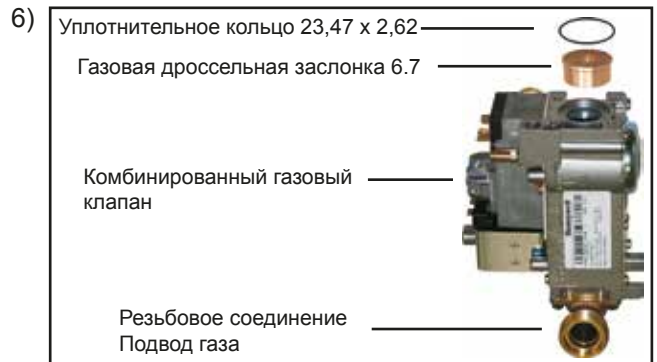 6)
Уплотнительное кольцо 23,47 x 2,62
Газовая дроссельная заслонка 6.7
Комбинированный газовый
клапан
Резьбовое соединение
Подвод газа